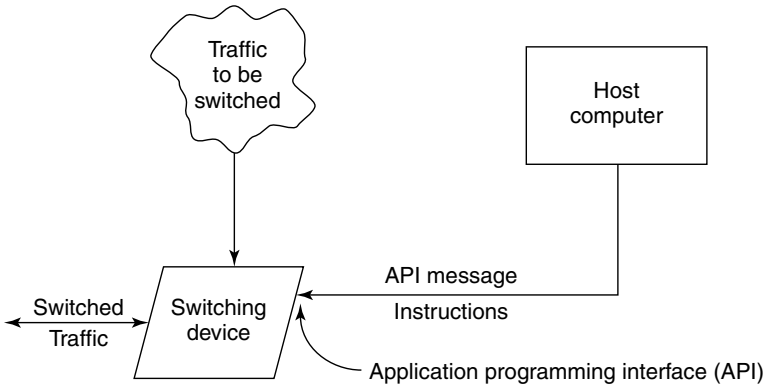 Traffic
to be
switched
Host
computer
API message
Instructions
Switched
Traffic
Switching
device
Application programming interface (API)